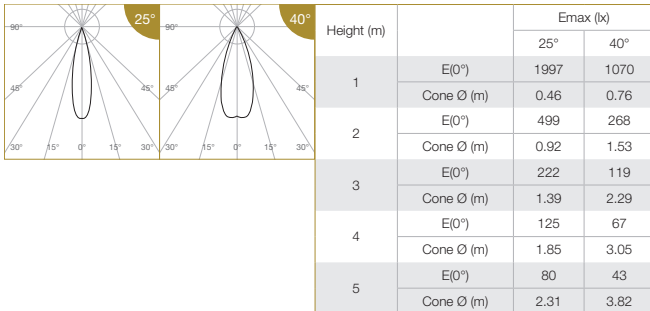 25°
90°
45°
45°
30°
15°
0°
15°
30°
40°
90°
45°
45°
30°
15°
0°
15°
30°
Height (m) Emax (lx)
25° 40°
1 E(0°) 1997 1070
Cone Ø (m) 0.46 0.76
2 E(0°) 499 268
Cone Ø (m) 0.92 1.53
3 E(0°) 222 119
Cone Ø (m) 1.39 2.29
4 E(0°) 125 67
Cone Ø (m) 1.85 3.05
5 E(0°) 80 43
Cone Ø (m) 2.31 3.82